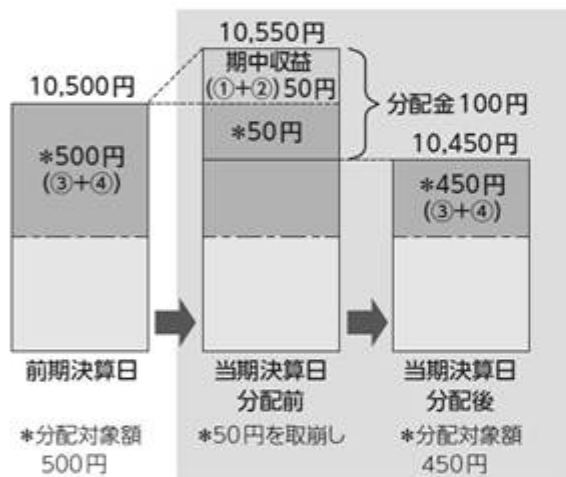 10,500円
＊500円
(③+④)
前期決算日
＊分配対象額
500円
10,550円
期中収益
(①+②)50円
＊50円
分配金100円
当期決算日
分配前
＊50円を取崩し
10,450円
＊450円
(③+④)
当期決算日
分配後
＊分配対象額
450円